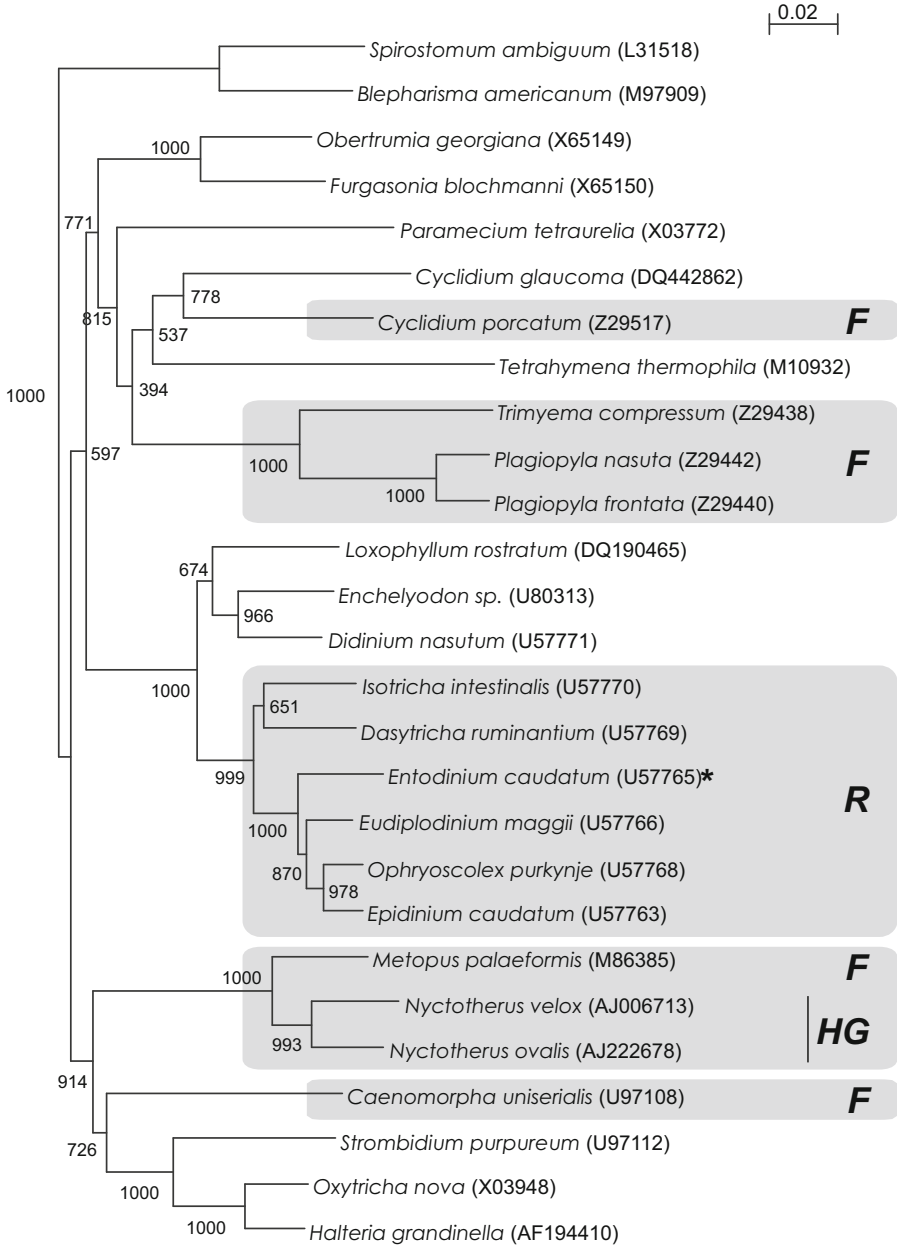 0.02
Spirostomum ambiguum (L31518)
Blepharisma americanum (M97909)
1000
Obertrumia georgiana (X65149)
Furgasonia blochmanni (X65150)
771
Paramecium tetraurelia (X03772)
Cyclidium glaucoma (DQ442862)
778
815
Cyclidium porcatum (Z29517) F
537
Tetrahymena thermophila (M10932)
1000
394
Trimyema compressum (Z29438)
597
1000
Plagiopyla nasuta (Z29442) F
1000
Plagiopyla frontata (Z29440)
Loxophyllum rostratum (DQ190465)
674
Enchelyodon sp. (U80313)
966
Didinium nasutum (U57771)
1000
Isotricha intestinalis (U57770)
651
Dasytricha ruminantium (U57769)
999
Entodinium caudatum (U57765)*
R
1000
Eudiplodinium maggii (U57766)
870
Ophryoscolex purkynje (U57768)
978
Epidinium caudatum (U57763)
Metopus palaeformis (M86385) F
1000
Nyctotherus velox (AJ006713)
HG
993
Nyctotherus ovalis (AJ222678)
914
Caenomorpha uniserialis (U97108) F
726
Strombidium purpureum (U97112)
1000
Oxytricha nova (X03948)
1000
Halteria grandinella (AF194410)